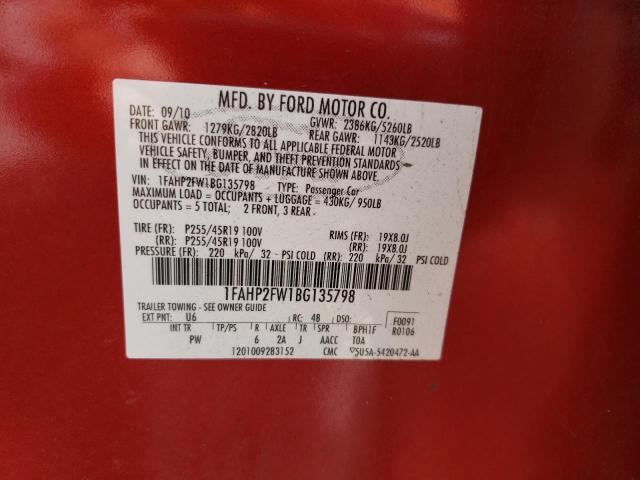 MFD. BY FORD MOTOR CO.
DATE: 09/10 GVWR: 2386KG/5260LB
FRONT GAWR: 1279KG/2820LB REAR GAWR: 1143KG/2520LB
THIS VEHICLE CONFORMS TO ALL APPLICABLE FEDERAL MOTOR
VEHICLE SAFETY, BUMPER, AND THEFT PREVENTION STANDARDS
IN EFFECT ON THE DATE OF MANUFACTURE SHOWN ABOVE.
VIN: 1FAHP2FW1BG135798 TYPE: Passenger Car
MAXIMUM LOAD = OCCUPANTS + LUGGAGE = 430KG/ 950LB
OCCUPANTS = 5 TOTAL; 2 FRONT, 3 REAR
TIRE (FR): P255/45R19 100V RIMS (FR): 19X8.0J
(RR): P255/45R19 100V (RR): 19X8.0J
PRESSURE (FR): 220 kPa/ 32 - PSI COLD (RR): 220 kPa/ 32 - PSI COLD
1FAHP2FW1BG135798
TRAILER TOWING - SEE OWNER GUIDE
EXT PNT: U6 RC: 48 DSO: F0091
INT TR TP/PS R AXLE TR SPR BPH1F R0106
PW 6 2A J AACC TOA
1201009283152 CMC 5U5A-5420472-AA